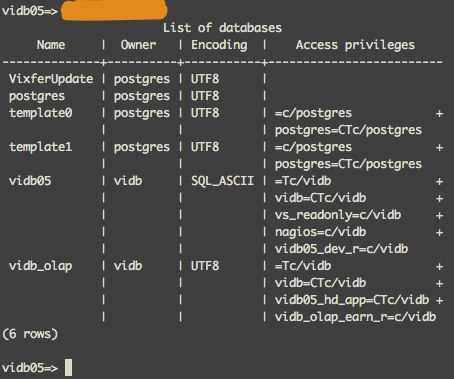 vidb05=>
List of databases
Name | Owner | Encoding | Access privileges
--------------+----------+-----------+-------------------------
VixferUpdate | postgres | UTF8 |
postgres | postgres | UTF8 |
template0 | postgres | UTF8 | =c/postgres +
| | | postgres=CTc/postgres
template1 | postgres | UTF8 | =c/postgres +
| | | postgres=CTc/postgres
vidb05 | vidb | SQL_ASCII | =Tc/vidb +
| | | vidb=CTc/vidb +
| | | vs_readonly=c/vidb +
| | | nagios=c/vidb +
| | | vidb05_dev_r=c/vidb
vidb_olap | vidb | UTF8 | =Tc/vidb +
| | | vidb=CTc/vidb +
| | | vidb05_hd_app=CTc/vidb +
| | | vidb_olap_earn_r=c/vidb
(6 rows)
vidb05=>